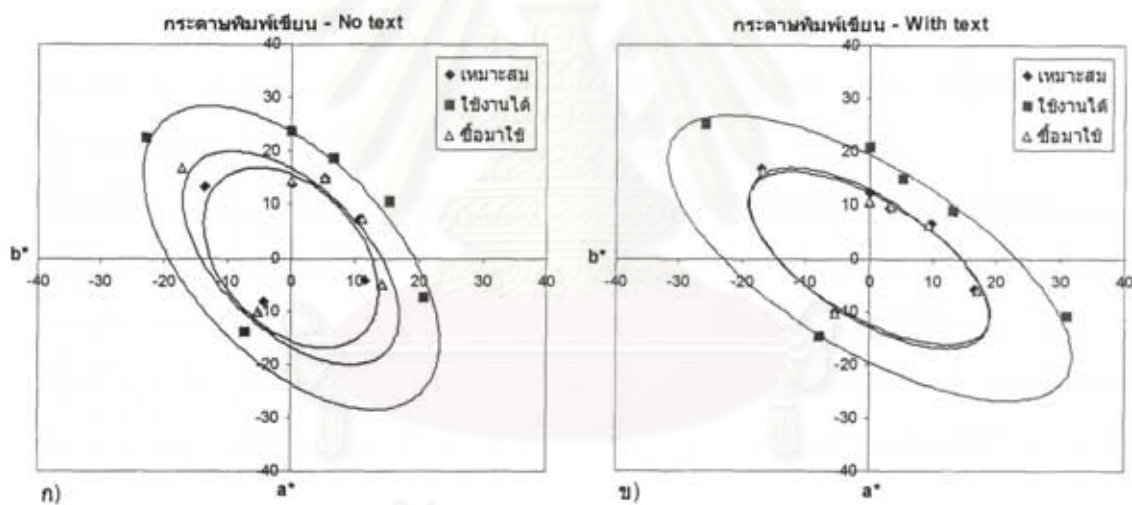 กระดาษพิมพ์เขียน - No text
40
30
20
10
0
-10
-20
-30
-40
-40 -30 -20 -10 0 10 20 30 40
b*
a*
◆ เหมาะสม
■ ใช้งานได้
△ ซื้อมาใช้
ก)
กระดาษพิมพ์เขียน - With text
40
30
20
10
0
-10
-20
-30
-40
-40 -30 -20 -10 0 10 20 30 40
b*
a*
◆ เหมาะสม
■ ใช้งานได้
△ ซื้อมาใช้
ข)